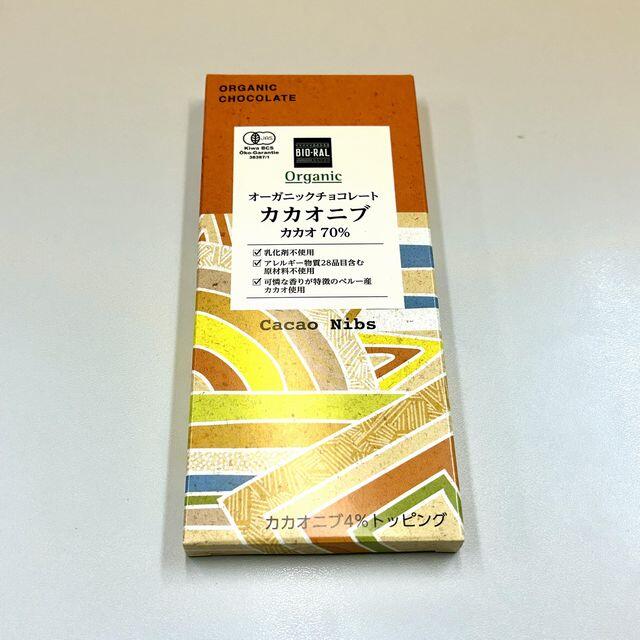 ORGANIC
CHOCOLATE
JAS
Kiwa BCS
Öko-Garantie
38387/1
BIO-RAL
Organic
オーガニックチョコレート
カカオニブ
カカオ 70%
乳化剤不使用
アレルギー物質28品目含む
原材料不使用
可憐な香りが特徴のペルー産
カカオ使用
Cacao Nibs
カカオニブ4%トッピング